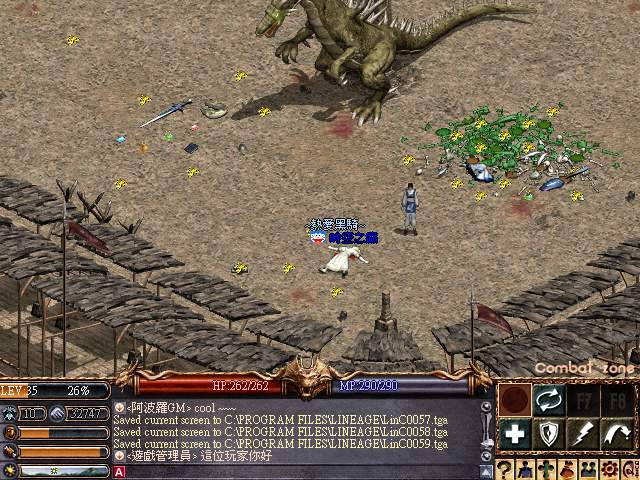 ~熱愛黑騎~
Combat zone
LEV 35 26%
HP:262/262
MP:290/290
F7 F8
10 32747
<阿波羅GM> cool ~~~
Saved current screen to C:\PROGRAM FILES\LINEAGE\LinC0057.tga
Saved current screen to C:\PROGRAM FILES\LINEAGE\LinC0058.tga
Saved current screen to C:\PROGRAM FILES\LINEAGE\LinC0059.tga
<遊戲管理員> 這位玩家你好
A